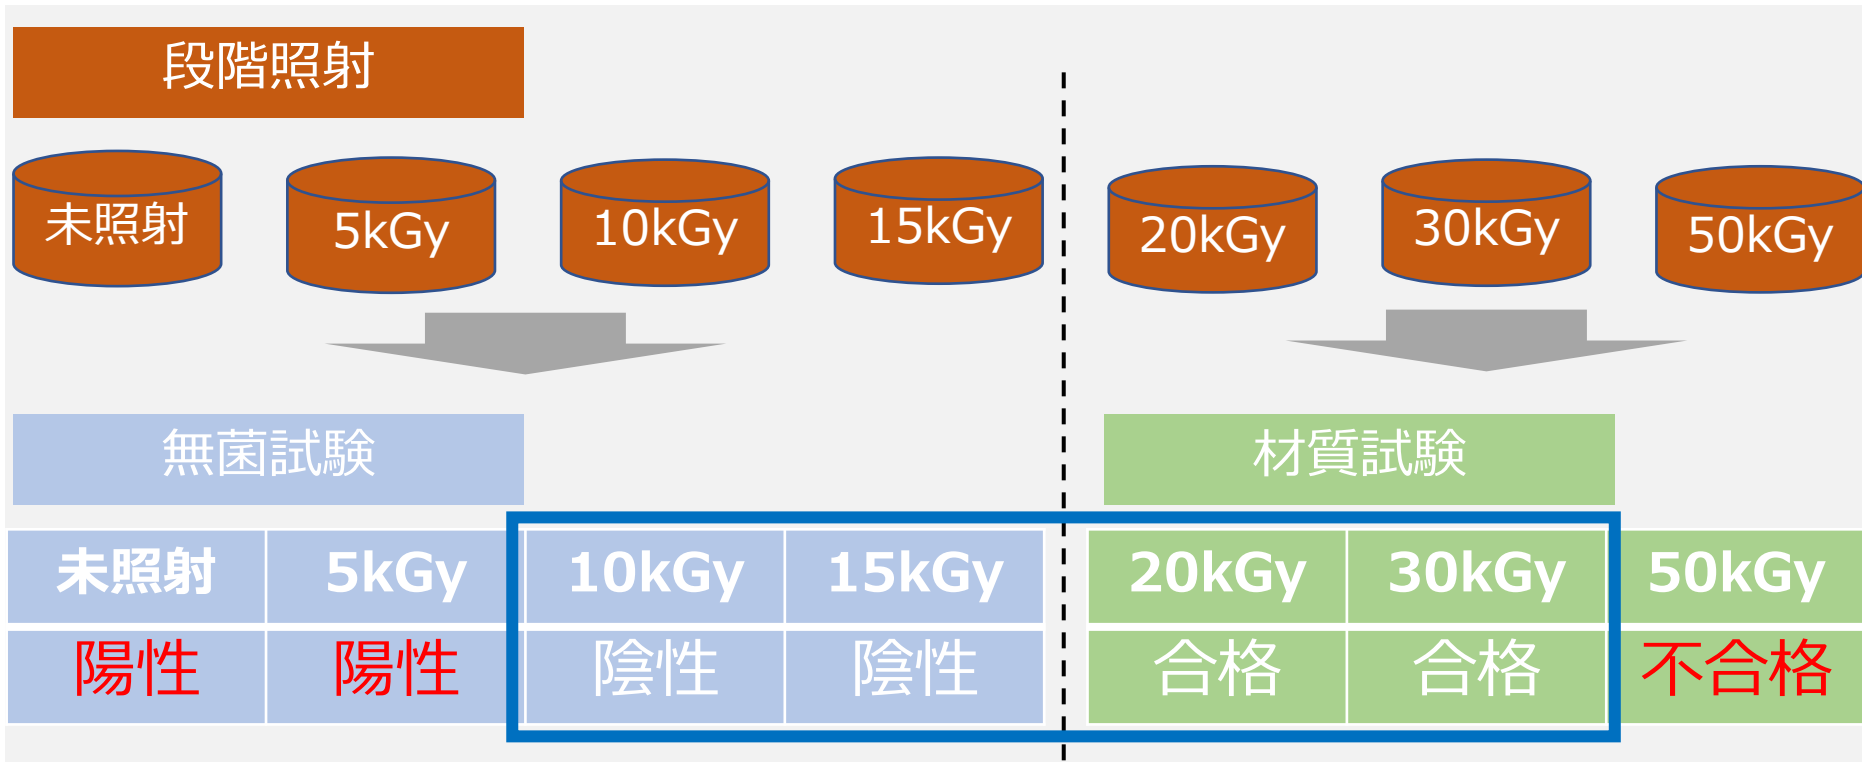 段階照射
未照射
5kGy
10kGy
15kGy
20kGy
30kGy
50kGy
無菌試験
材質試験
未照射 5kGy 10kGy 15kGy 20kGy 30kGy 50kGy
陽性 陽性 陰性 陰性 合格 合格 不合格